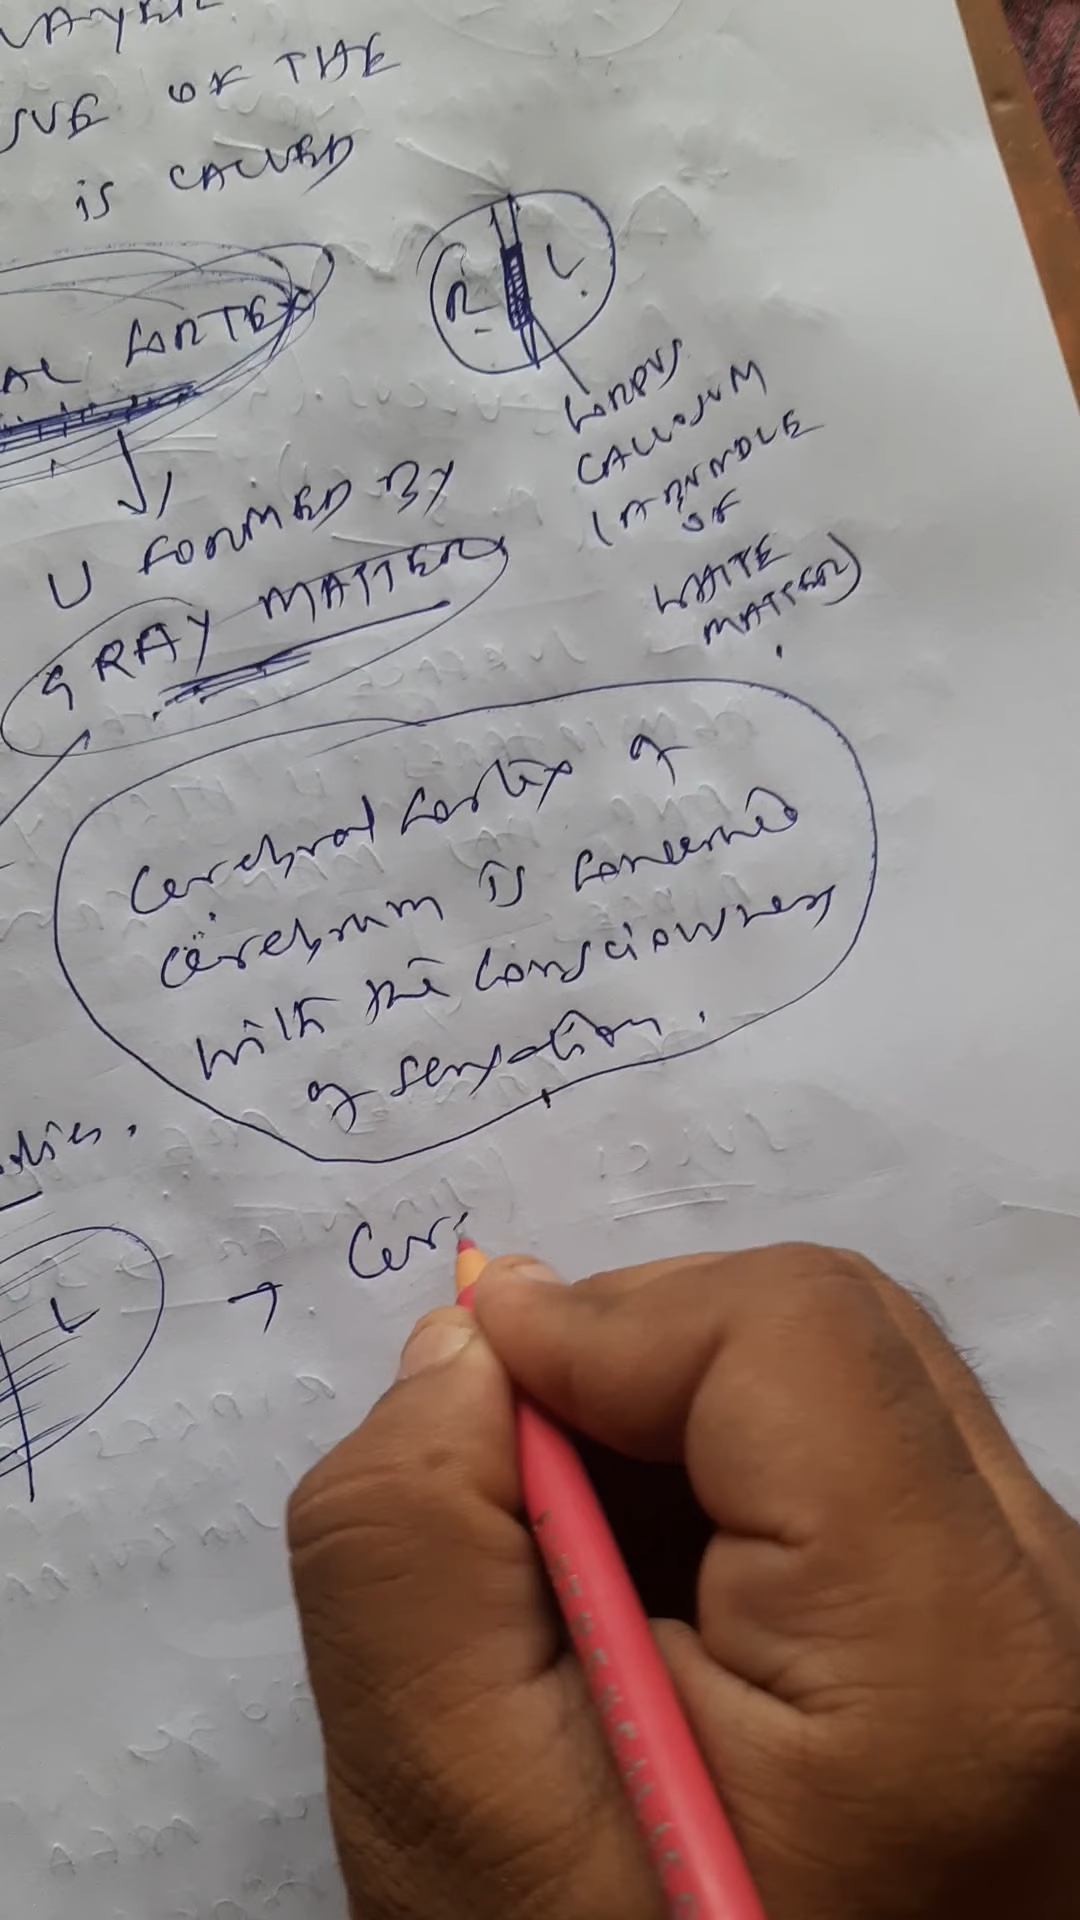 OF THE
IS CALLED
CORTEX
R L
CORPUS
CALLOSUM
(A BUNDLE
OF
WHITE
MATTER)
U FORMED BY
GRAY MATTER
Cerebral cortex of
cerebrum is concerned
with the consciousness
of sensation.
L → Cer